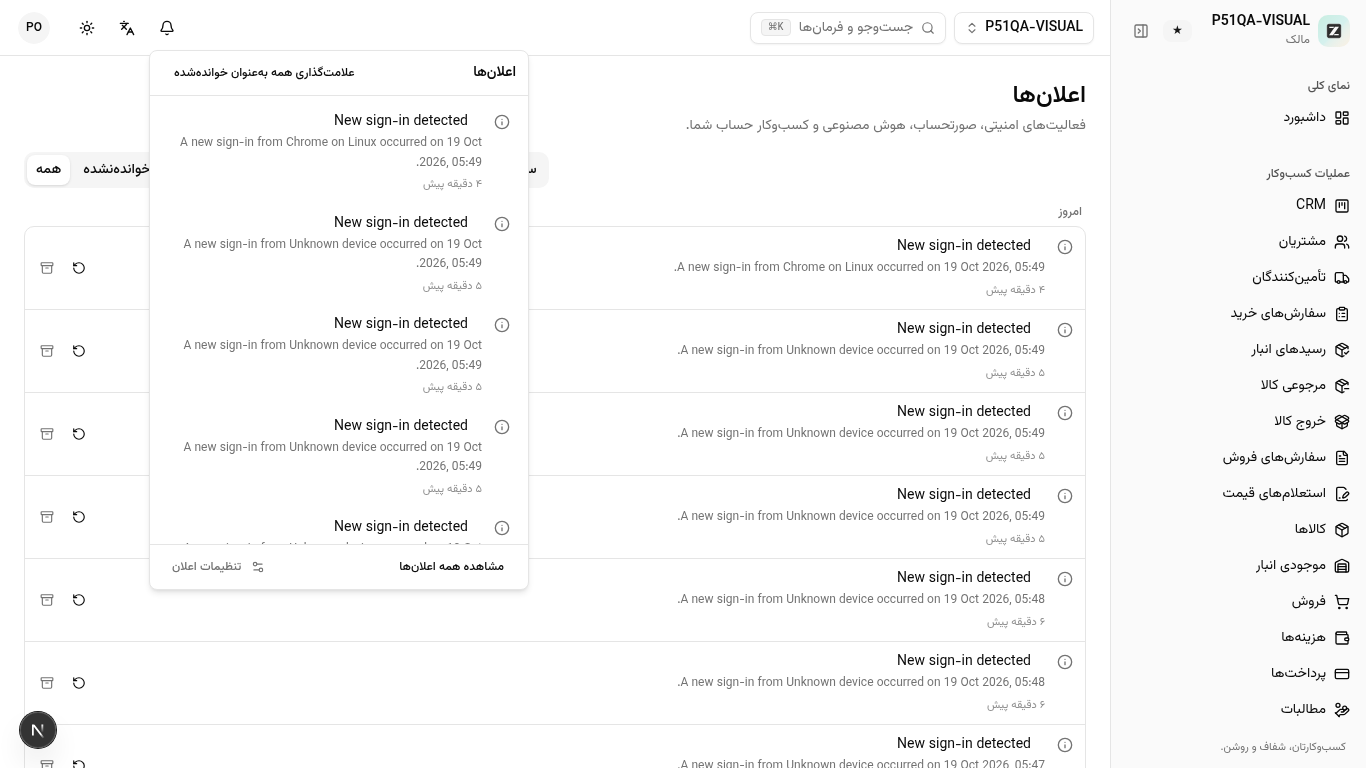 P51QA-VISUAL
مالک
نمای کلی
داشبورد
عملیات کسب‌وکار
CRM
مشتریان
تأمین‌کنندگان
سفارش‌های خرید
رسیدهای انبار
مرجوعی کالا
خروج کالا
سفارش‌های فروش
استعلام‌های قیمت
کالاها
موجودی انبار
فروش
هزینه‌ها
پرداخت‌ها
مطالبات
کسب‌وکارتان، شفاف و روشن.
P51QA-VISUAL
جست‌وجو و فرمان‌ها
⌘K
PO
اعلان‌ها
فعالیت‌های امنیتی، صورتحساب، هوش مصنوعی و کسب‌وکار حساب شما.
خوانده‌نشده
همه
امروز
New sign-in detected
A new sign-in from Chrome on Linux occurred on 19 Oct 2026, 05:49.
۴ دقیقه پیش
New sign-in detected
A new sign-in from Unknown device occurred on 19 Oct 2026, 05:49.
۵ دقیقه پیش
New sign-in detected
A new sign-in from Unknown device occurred on 19 Oct 2026, 05:49.
۵ دقیقه پیش
New sign-in detected
A new sign-in from Unknown device occurred on 19 Oct 2026, 05:49.
۵ دقیقه پیش
New sign-in detected
A new sign-in from Unknown device occurred on 19 Oct 2026, 05:48.
۶ دقیقه پیش
New sign-in detected
A new sign-in from Unknown device occurred on 19 Oct 2026, 05:48.
۶ دقیقه پیش
New sign-in detected
A new sign-in from Unknown device occurred on 19 Oct 2026, 05:47.
اعلان‌ها
علامت‌گذاری همه به‌عنوان خوانده‌شده
New sign-in detected
A new sign-in from Chrome on Linux occurred on 19 Oct
2026, 05:49.
۴ دقیقه پیش
New sign-in detected
A new sign-in from Unknown device occurred on 19 Oct
2026, 05:49.
۵ دقیقه پیش
New sign-in detected
A new sign-in from Unknown device occurred on 19 Oct
2026, 05:49.
۵ دقیقه پیش
New sign-in detected
A new sign-in from Unknown device occurred on 19 Oct
2026, 05:49.
۵ دقیقه پیش
New sign-in detected
مشاهده همه اعلان‌ها
تنظیمات اعلان